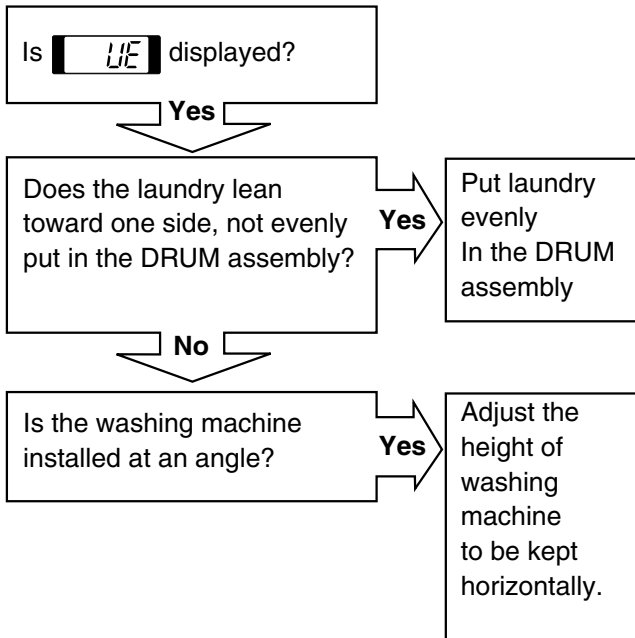 Is UE displayed?
Yes
Does the laundry lean
toward one side, not evenly
put in the DRUM assembly?
Yes
Put laundry
evenly
In the DRUM
assembly
No
Is the washing machine
installed at an angle?
Yes
Adjust the
height of
washing
machine
to be kept
horizontally.